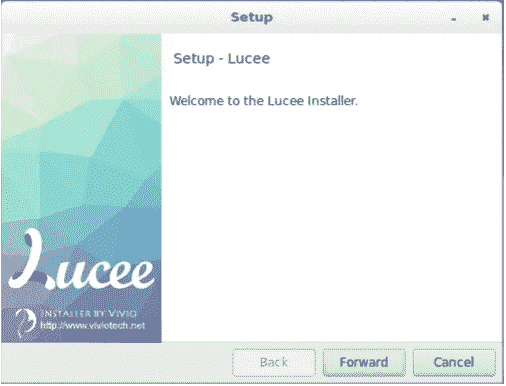 Setup
Setup - Lucee
Welcome to the Lucee Installer.
Lucee
INSTALLER BY VIVIO
http://www.viviotech.net
Back
Forward
Cancel